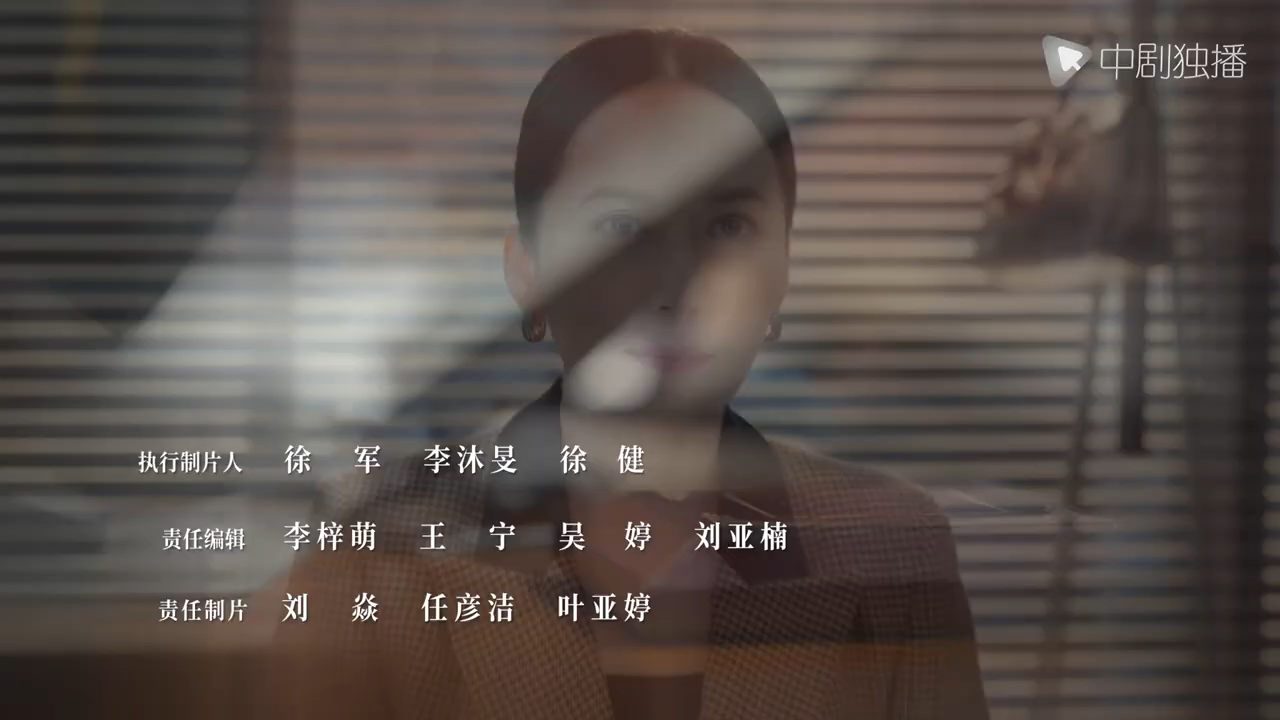 中剧独播
执行制片人 徐军 李沐旻 徐健
责任编辑 李梓萌 王宁 吴婷 刘亚楠
责任制片 刘焱 任彦洁 叶亚婷